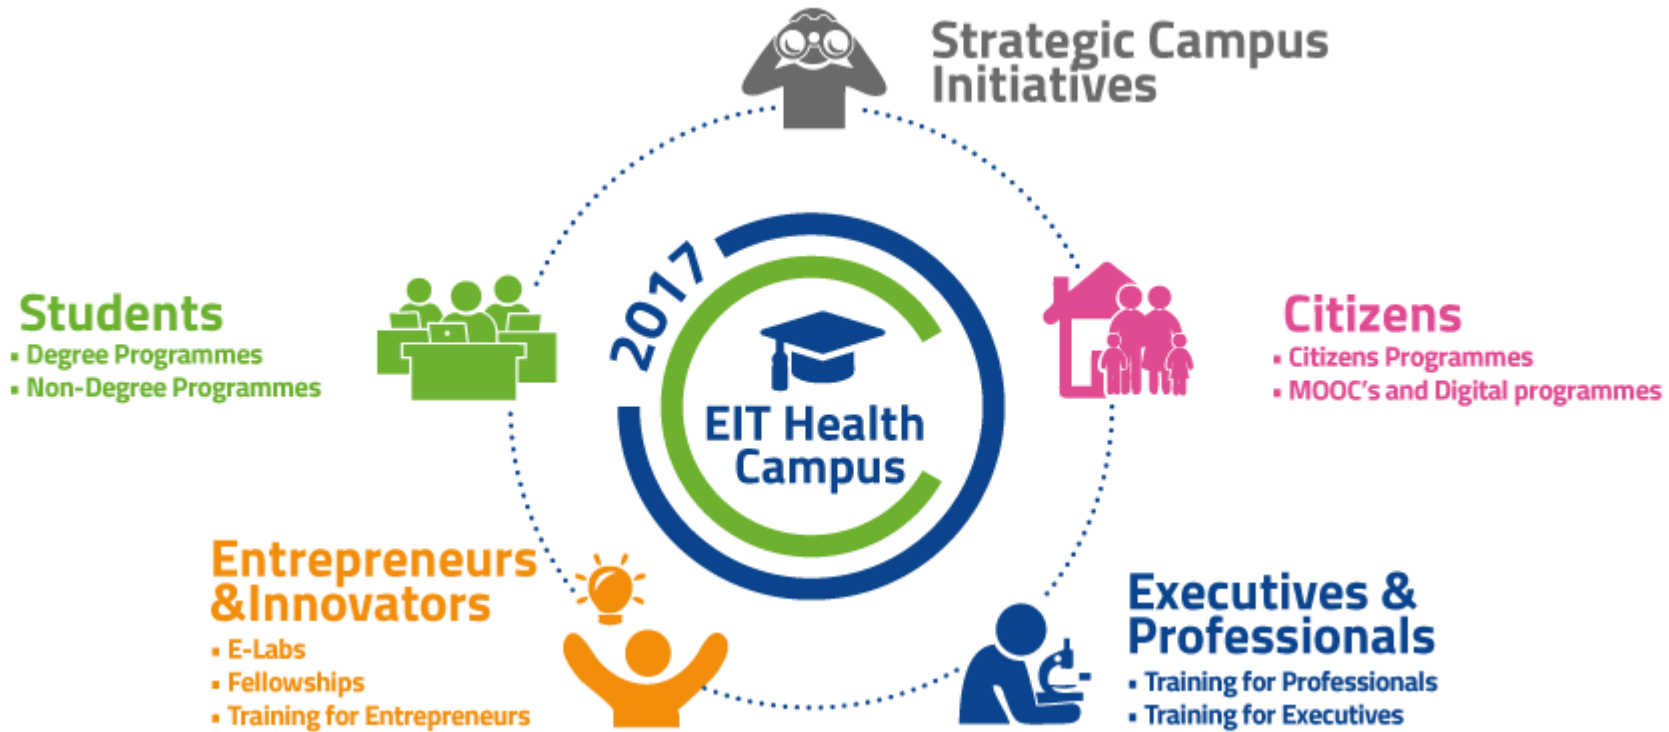 Strategic Campus
Initiatives
2017
EIT Health
Campus
Students
▪ Degree Programmes
▪ Non-Degree Programmes
Citizens
▪ Citizens Programmes
▪ MOOC's and Digital programmes
Entrepreneurs
&Innovators
▪ E-Labs
▪ Fellowships
▪ Training for Entrepreneurs
Executives &
Professionals
▪ Training for Professionals
▪ Training for Executives